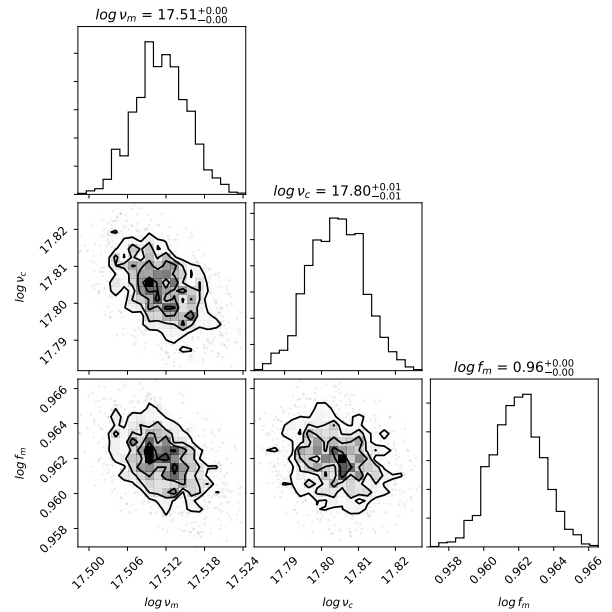 log ν_m = 17.51^{+0.00}_{-0.00}
log ν_c = 17.80^{+0.01}_{-0.01}
log ν_c
17.82
17.81
17.80
17.79
log f_m = 0.96^{+0.00}_{-0.00}
log f_m
0.966
0.964
0.962
0.960
0.958
17.500
17.506
17.512
17.518
17.524
17.79
17.80
17.81
17.82
0.958
0.960
0.962
0.964
0.966
log ν_m
log ν_c
log f_m